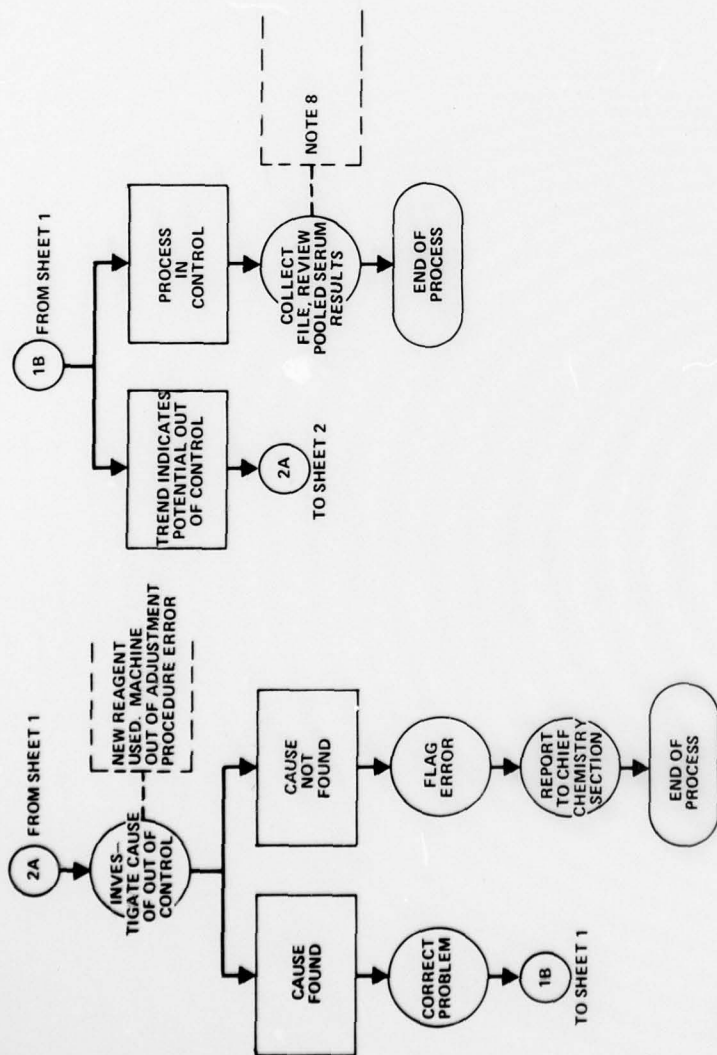 2A
FROM SHEET 1
INVES–
TIGATE CAUSE
OF OUT OF
CONTROL
NEW REAGENT
USED. MACHINE
OUT OF ADJUSTMENT
PROCEDURE ERROR
CAUSE
FOUND
CORRECT
PROBLEM
1B
TO SHEET 1
CAUSE
NOT
FOUND
FLAG
ERROR
REPORT
TO CHIEF
CHEMISTRY
SECTION
END OF
PROCESS
1B
FROM SHEET 1
TREND INDICATES
POTENTIAL OUT
OF CONTROL
2A
TO SHEET 2
PROCESS
IN
CONTROL
COLLECT
FILE, REVIEW
POOLED SERUM
RESULTS
NOTE 8
END OF
PROCESS